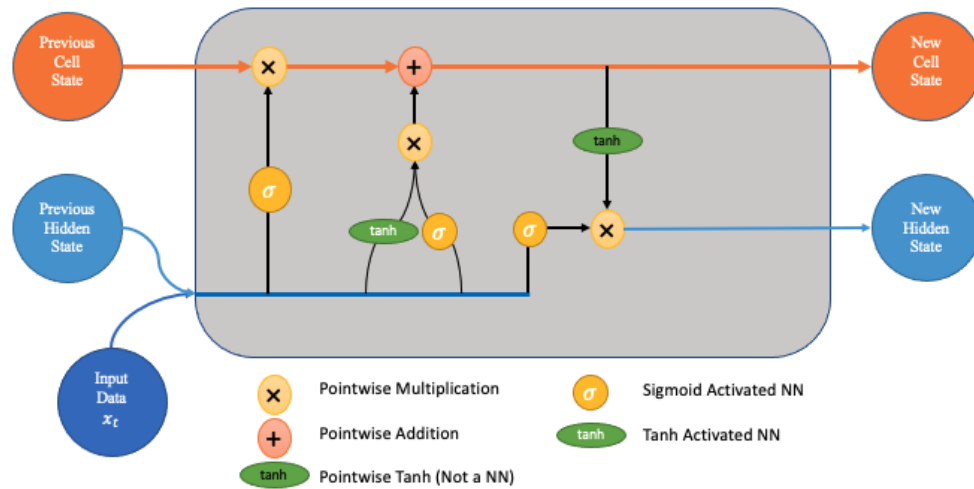 Previous
Cell
State
New
Cell
State
×
+
×
tanh
σ
Previous
Hidden
State
tanh
σ
σ
×
New
Hidden
State
Input
Data
xₜ
× Pointwise Multiplication
σ Sigmoid Activated NN
+ Pointwise Addition
tanh Tanh Activated NN
tanh Pointwise Tanh (Not a NN)